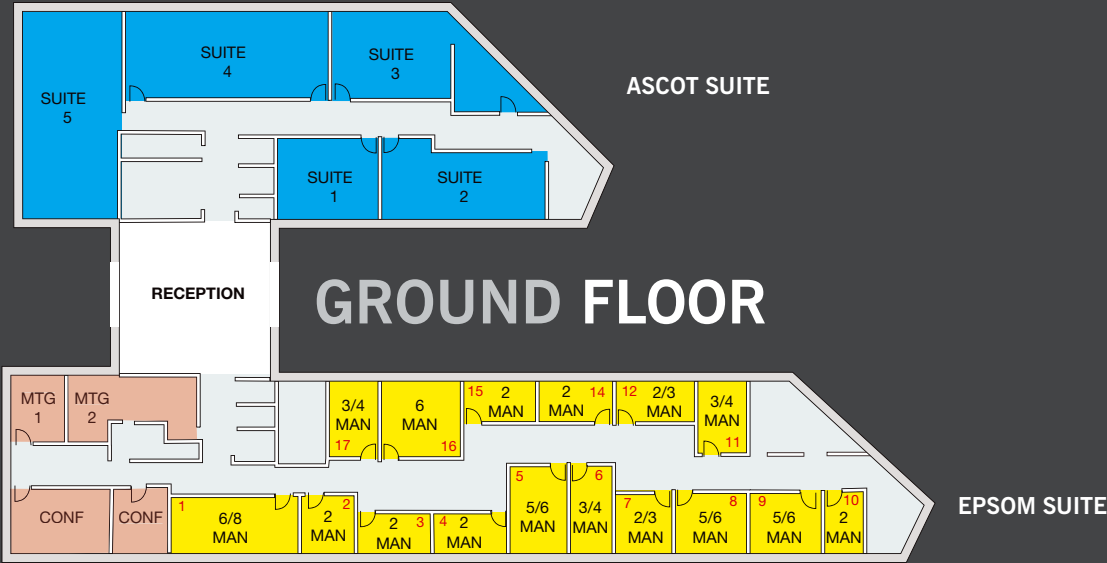 SUITE
4
SUITE
3
ASCOT SUITE
SUITE
5
SUITE
1
SUITE
2
RECEPTION
GROUND FLOOR
MTG
1
MTG
2
3/4
MAN
17
6
MAN
16
15
2
MAN
2
MAN
14
12
2/3
MAN
3/4
MAN
11
CONF
CONF
1
6/8
MAN
2
2
MAN
2
MAN
3
4
2
MAN
5
5/6
MAN
6
3/4
MAN
7
2/3
MAN
8
5/6
MAN
9
5/6
MAN
10
2
MAN
EPSOM SUITE